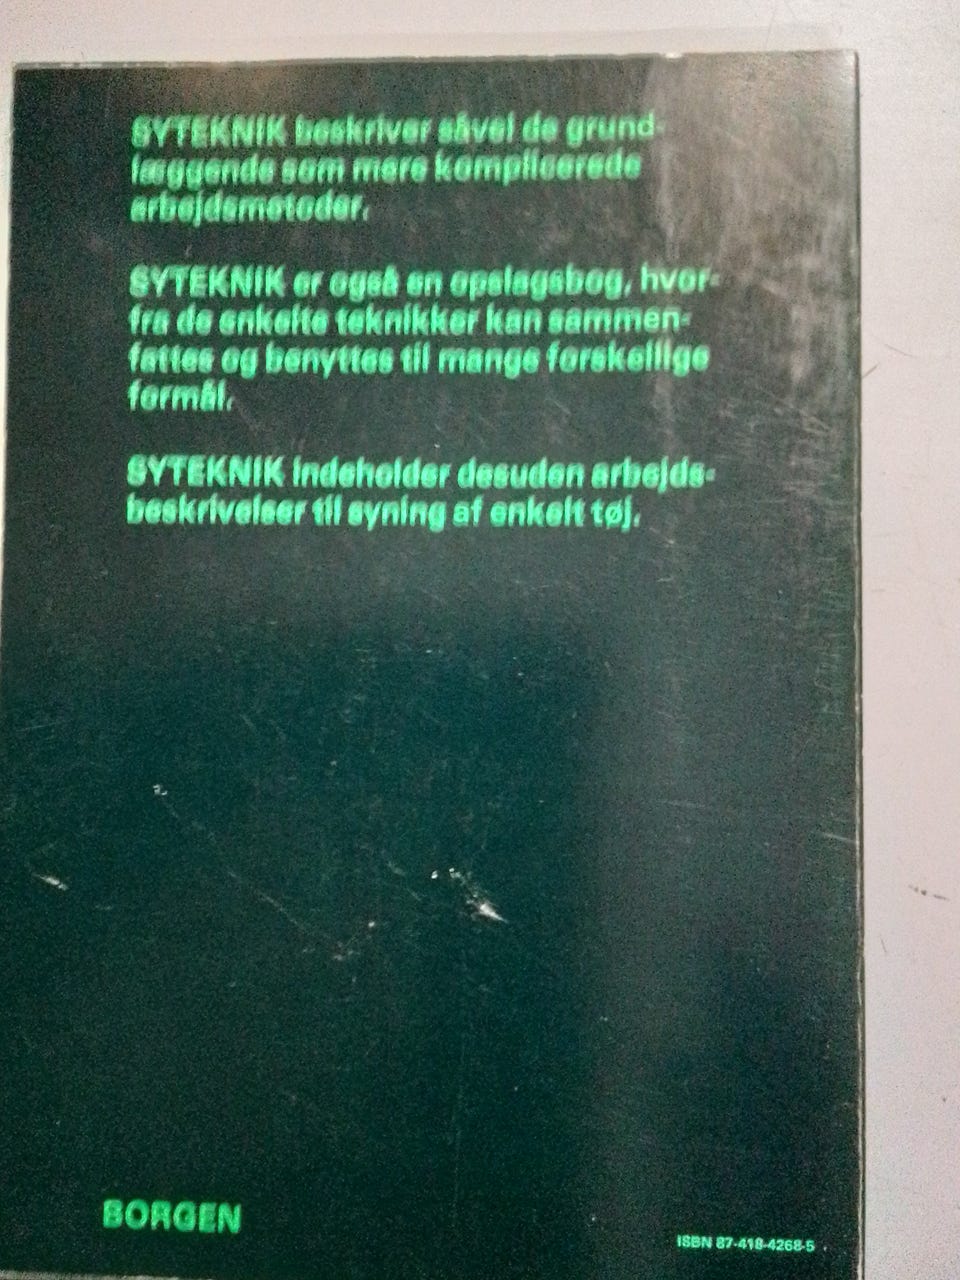 SYTEKNIK beskriver såvel de grund-
læggende som mere komplicerede
arbejdsmetoder.
SYTEKNIK er også en opslagsbog, hvor-
fra de enkelte teknikker kan sammen-
fattes og benyttes til mange forskellige
formål.
SYTEKNIK indeholder desuden arbejds-
beskrivelser til syning af enkelt tøj.
BORGEN
ISBN 87-418-4268-5